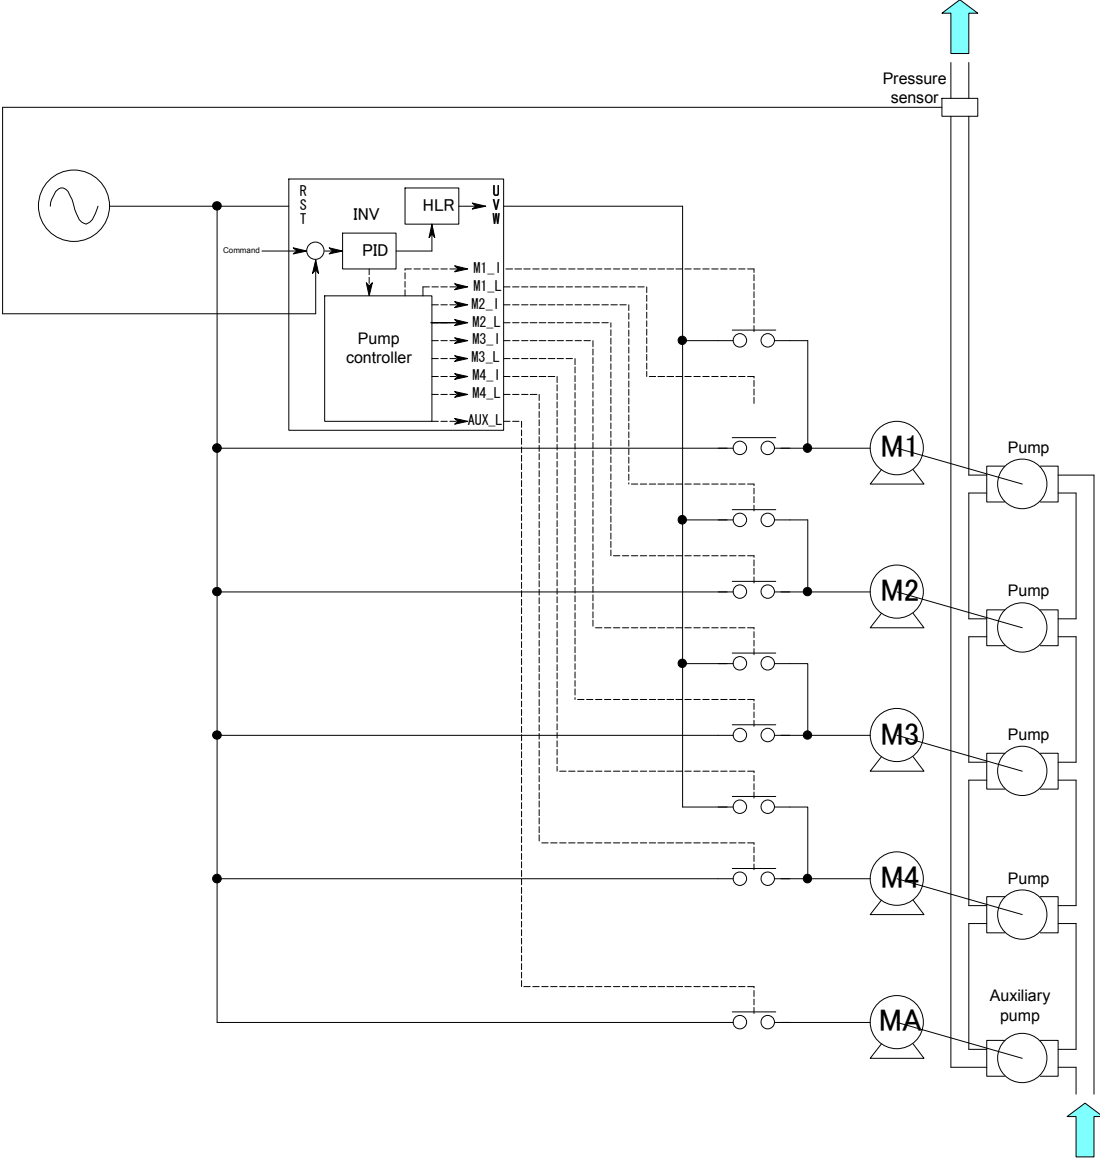 Pressure
sensor
R
S
T
INV
HLR
U
V
W
Command
PID
M1_I
M1_L
M2_I
M2_L
M3_I
M3_L
M4_I
M4_L
AUX_L
Pump
controller
M1
Pump
M2
Pump
M3
Pump
M4
Pump
Auxiliary
pump
MA